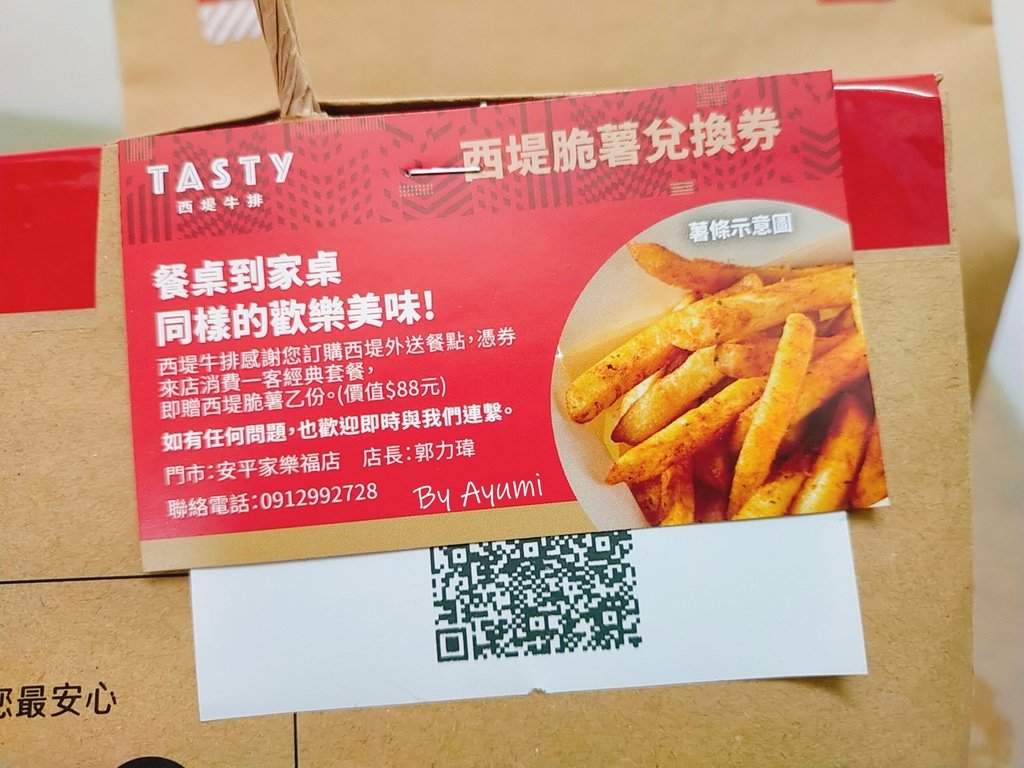 TASTY
西堤牛排
西堤脆薯兌換券
薯條示意圖
餐桌到家桌
同樣的歡樂美味!
西堤牛排感謝您訂購西堤外送餐點,憑券
來店消費一客經典套餐,
即贈西堤脆薯乙份。(價值$88元)
如有任何問題,也歡迎即時與我們連繫。
門市:安平家樂福店 店長:郭力瑋
聯絡電話:0912992728
By Ayumi
您最安心